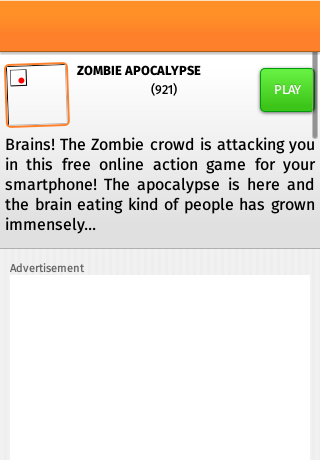 ZOMBIE APOCALYPSE
(921)
PLAY
Brains! The Zombie crowd is attacking you
in this free online action game for your
smartphone! The apocalypse is here and
the brain eating kind of people has grown
immensely...
Advertisement